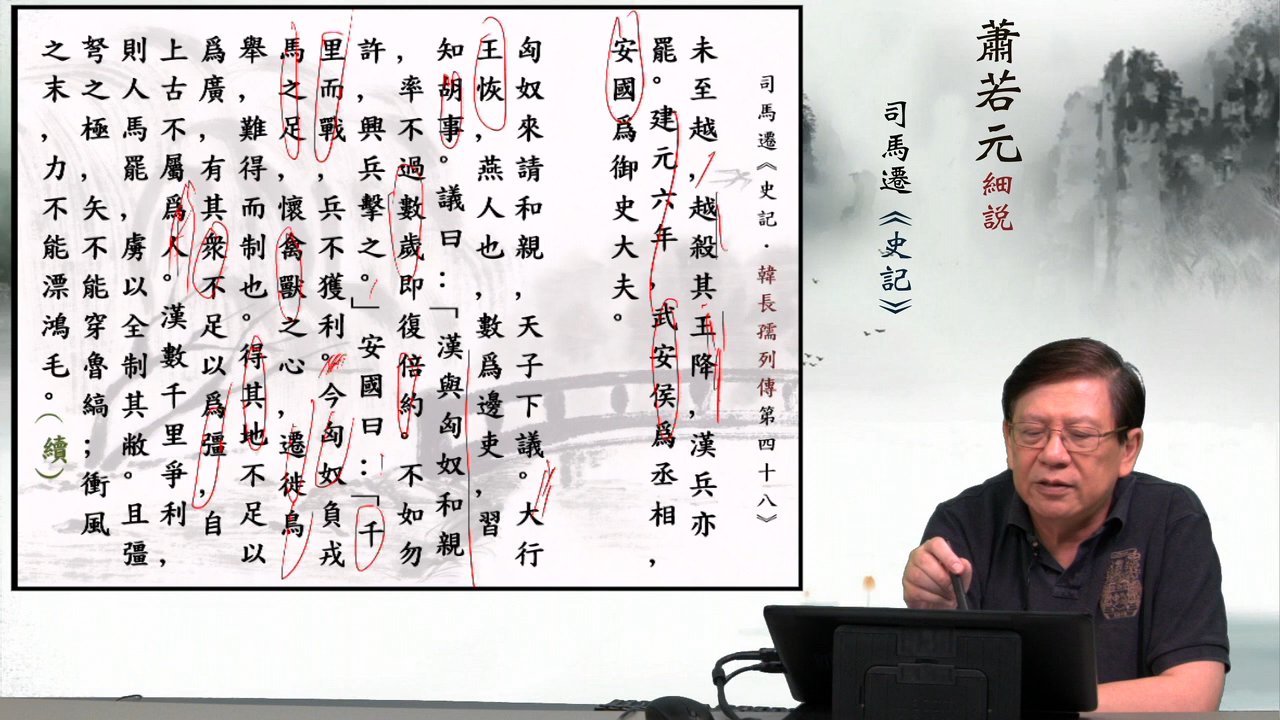 蕭若元細説
司馬遷《史記》
司馬遷《史記．韓長孺列傳第四十八》
未至越，越殺其王降，漢兵亦
罷。建元六年，武安侯爲丞相，
安國爲御史大夫。
匈奴來請和親，天子下議。大行
王恢，燕人也，數爲邊吏，習
知胡事。議曰：「漢與匈奴和親
，率不過數歲即復倍約。不如勿
許，興兵擊之。」安國曰：「千
里而戰，兵不獲利。今匈奴負戎
馬之足，懷禽獸之心，遷徙鳥
舉，難得而制也。得其地不足以
爲廣，有其衆不足以爲彊，自
上古不屬爲人。漢數千里爭利，
則人馬罷，虜以全制其敝。且彊
弩之極，矢不能穿魯縞；衝風
之末，力不能漂鴻毛。（續）